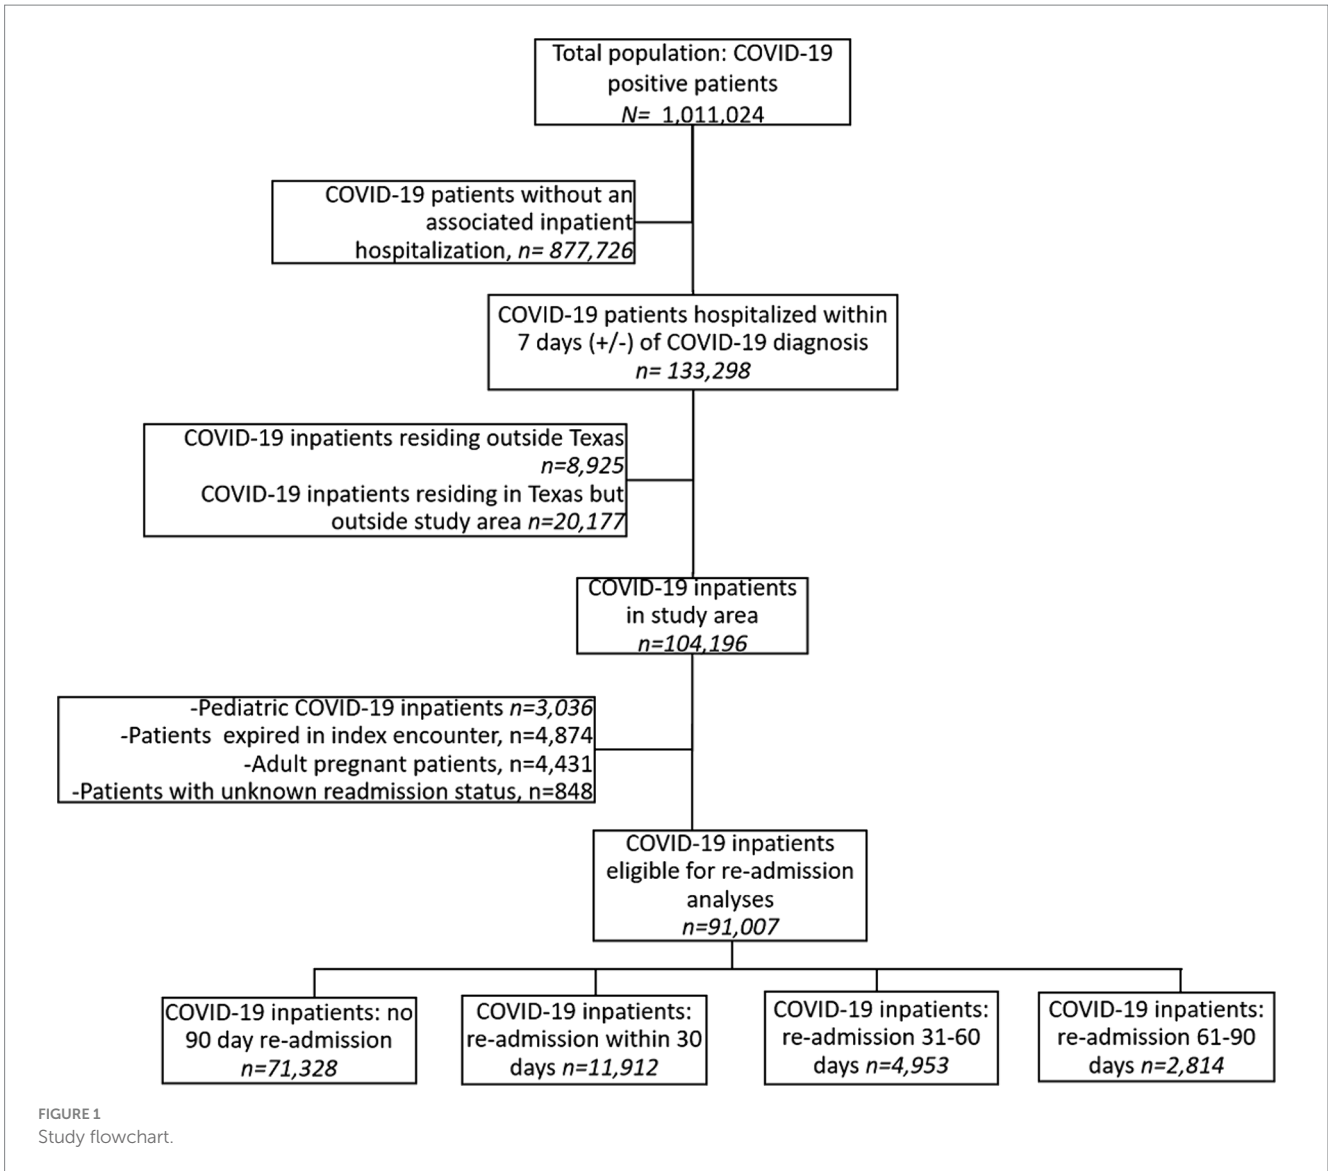 Total population: COVID-19
positive patients
N= 1,011,024
COVID-19 patients without an
associated inpatient
hospitalization, n= 877,726
COVID-19 patients hospitalized within
7 days (+/-) of COVID-19 diagnosis
n= 133,298
COVID-19 inpatients residing outside Texas
n=8,925
COVID-19 inpatients residing in Texas but
outside study area n=20,177
COVID-19 inpatients
in study area
n=104,196
-Pediatric COVID-19 inpatients n=3,036
-Patients expired in index encounter, n=4,874
-Adult pregnant patients, n=4,431
-Patients with unknown readmission status, n=848
COVID-19 inpatients
eligible for re-admission
analyses
n=91,007
COVID-19 inpatients: no
90 day re-admission
n=71,328
COVID-19 inpatients:
re-admission within 30
days n=11,912
COVID-19 inpatients:
re-admission 31-60
days n=4,953
COVID-19 inpatients:
re-admission 61-90
days n=2,814
FIGURE 1
Study flowchart.